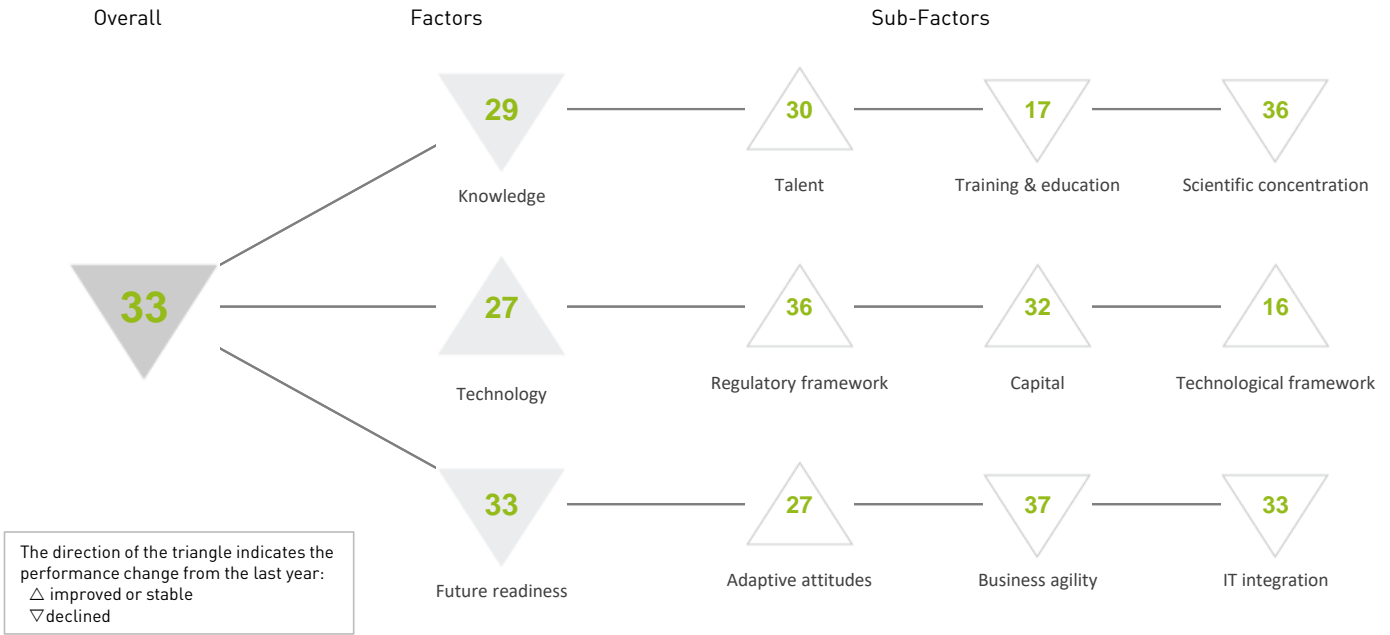 Overall
Factors
Sub-Factors
29
30
17
36
Knowledge
Talent
Training & education
Scientific concentration
33
27
36
32
16
Technology
Regulatory framework
Capital
Technological framework
33
27
37
33
Future readiness
Adaptive attitudes
Business agility
IT integration
The direction of the triangle indicates the
performance change from the last year:
△ improved or stable
▽ declined